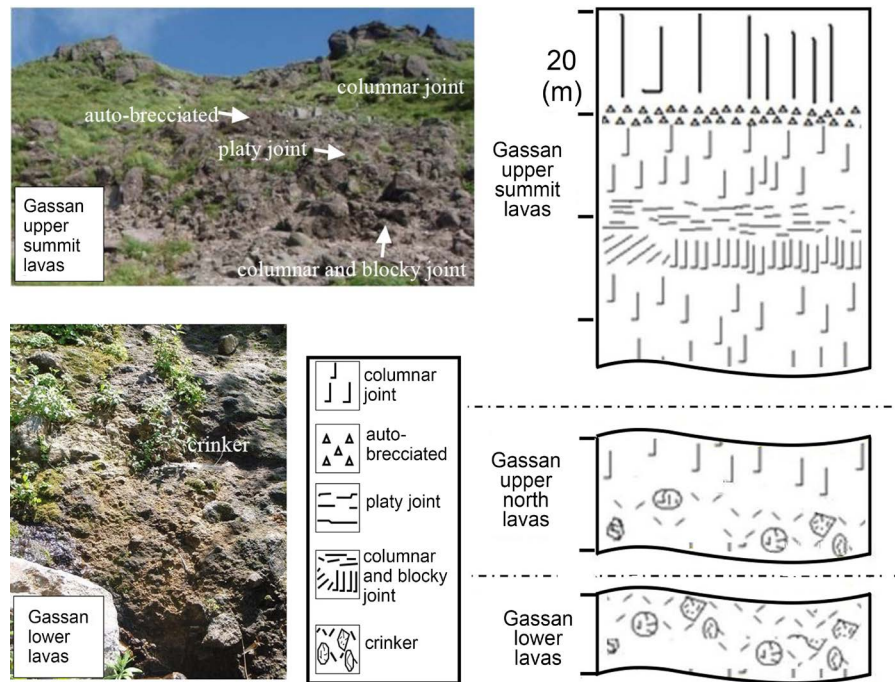 columnar joint
auto-brecciated
platy joint
Gassan
upper
summit
lavas
columnar and blocky joint
crinker
Gassan
lower
lavas
columnar
joint
auto-
brecciated
platy joint
columnar
and blocky
joint
crinker
20
(m)
Gassan
upper
summit
lavas
Gassan
upper
north
lavas
Gassan
lower
lavas